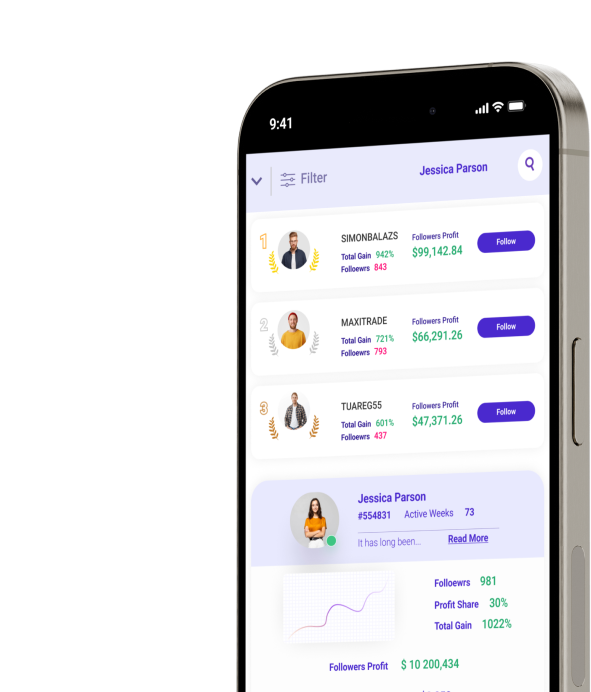 9:41
Filter
Jessica Parson
1
SIMONBALAZS
Total Gain 942%
Folloewrs 843
Followers Profit
$99,142.84
Follow
2
MAXITRADE
Total Gain 721%
Folloewrs 793
Followers Profit
$66,291.26
Follow
3
TUAREG55
Total Gain 601%
Folloewrs 437
Followers Profit
$47,371.26
Follow
Jessica Parson
#554831 Active Weeks 73
It has long been... Read More
Folloewrs 981
Profit Share 30%
Total Gain 1022%
Followers Profit $ 10 200,434